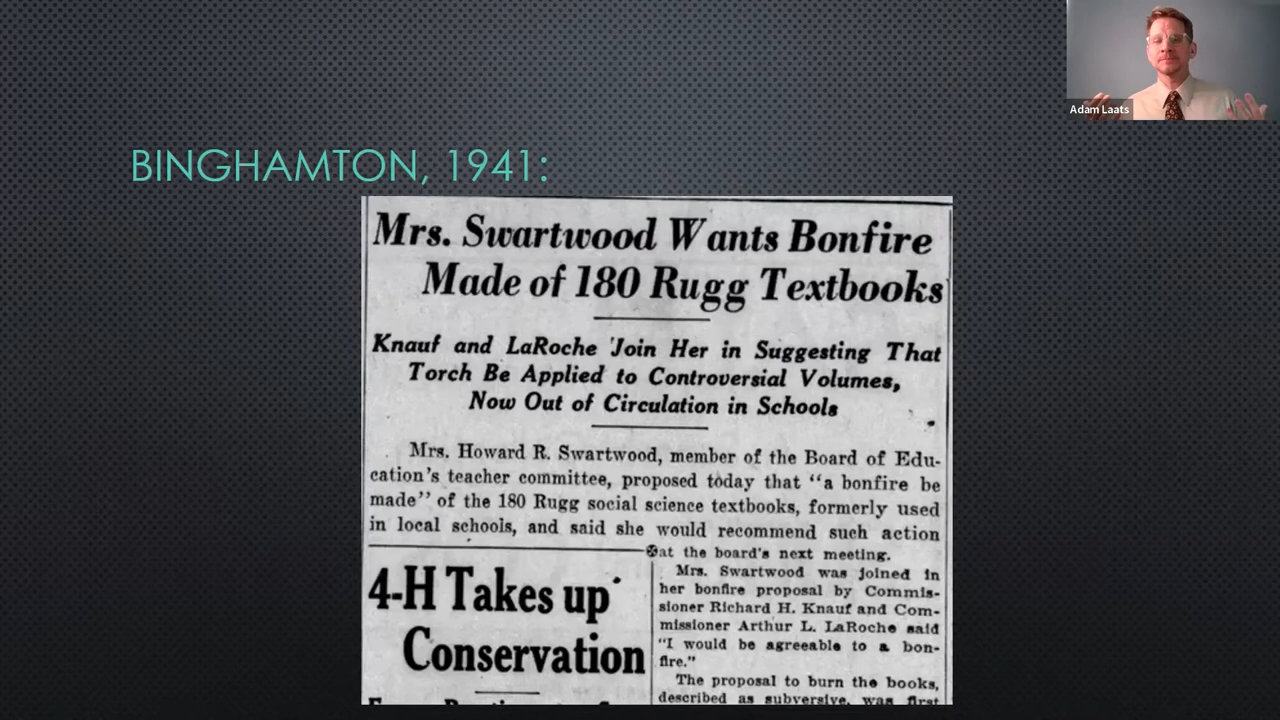 Adam Laats
BINGHAMTON, 1941:
Mrs. Swartwood Wants Bonfire
Made of 180 Rugg Textbooks
Knauf and LaRoche Join Her in Suggesting That
Torch Be Applied to Controversial Volumes,
Now Out of Circulation in Schools
Mrs. Howard R. Swartwood, member of the Board of Edu-
cation's teacher committee, proposed today that "a bonfire be
made" of the 180 Rugg social science textbooks, formerly used
in local schools, and said she would recommend such action
at the board's next meeting.
Mrs. Swartwood was joined in
her bonfire proposal by Commis-
sioner Richard H. Knauf and Com-
missioner Arthur L. LaRoche said
"I would be agreeable to a bon-
fire."
The proposal to burn the books,
described as subversive, was first
4-H Takes up
Conservation